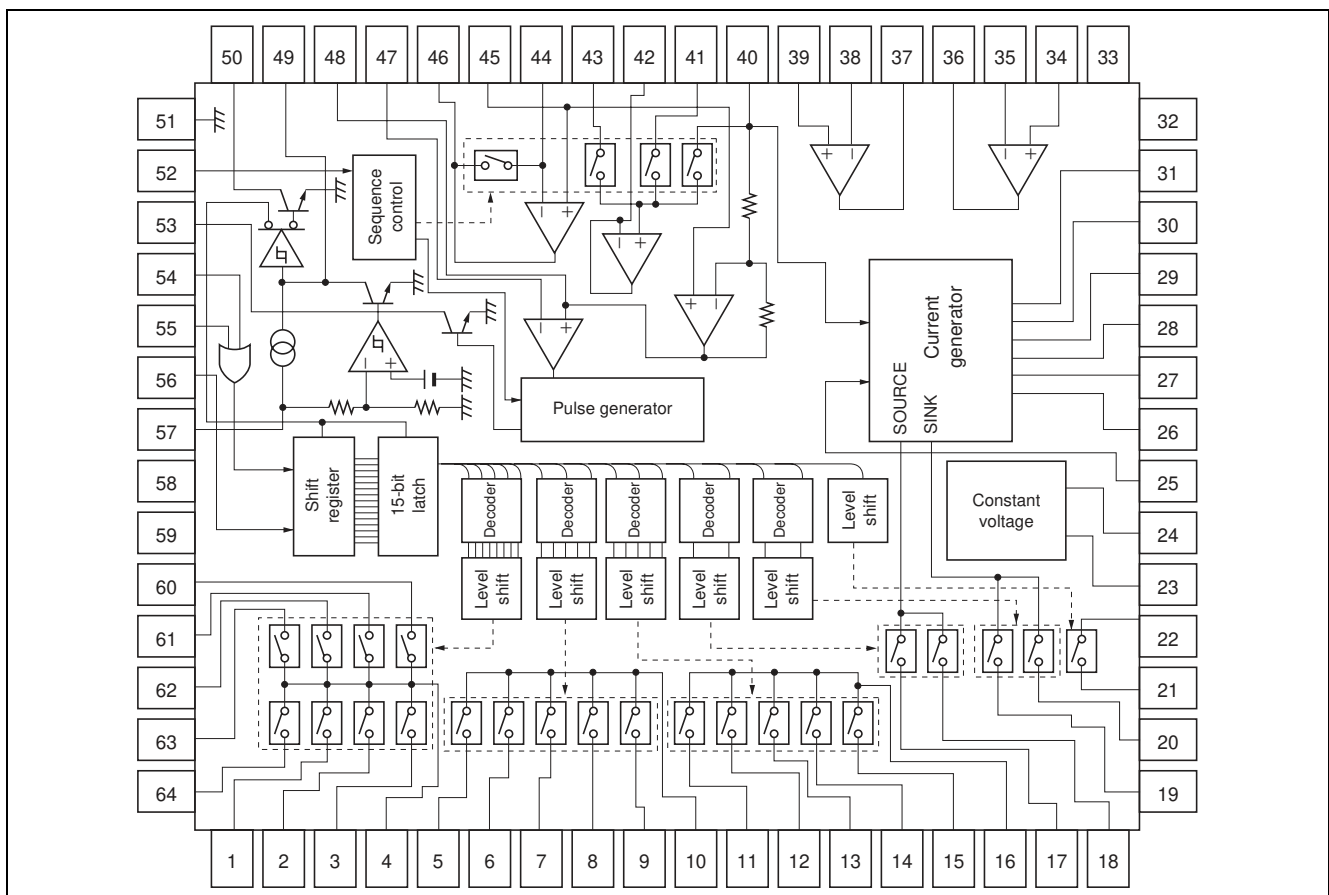 50 49 48 47 46 45 44 43 42 41 40 39 38 37 36 35 34 33
51
52
53
54
55
56
57
58
59
60
61
62
63
64
32
31
30
29
28
27
26
25
24
23
22
21
20
19
Sequence
control
− +
+ −
− +
− +
− +
+ −
− +
− +
Pulse generator
Current
generator
SOURCE
SINK
Shift
register
15-bit
latch
Decoder
Decoder
Decoder
Decoder
Decoder
Level
shift
Level
shift
Level
shift
Level
shift
Level
shift
Level
shift
Constant
voltage
1 2 3 4 5 6 7 8 9 10 11 12 13 14 15 16 17 18